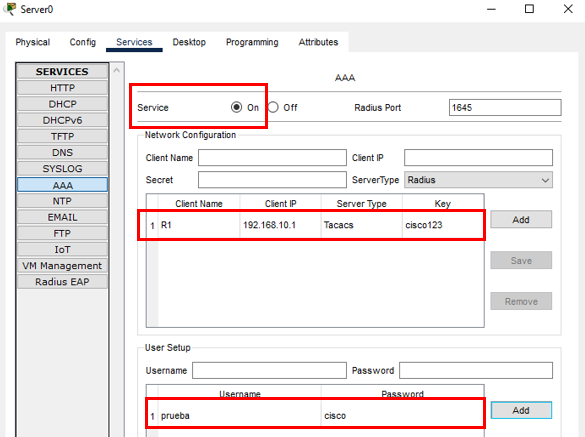 Server0
Physical Config Services Desktop Programming Attributes
SERVICES
HTTP
DHCP
DHCPv6
TFTP
DNS
SYSLOG
AAA
NTP
EMAIL
FTP
IoT
VM Management
Radius EAP
AAA
Service On Off Radius Port 1645
Network Configuration
Client Name Client IP
Secret ServerType Radius
Client Name Client IP Server Type Key
1 R1 192.168.10.1 Tacacs cisco123
Add
Save
Remove
User Setup
Username Password
Username Password
1 prueba cisco
Add